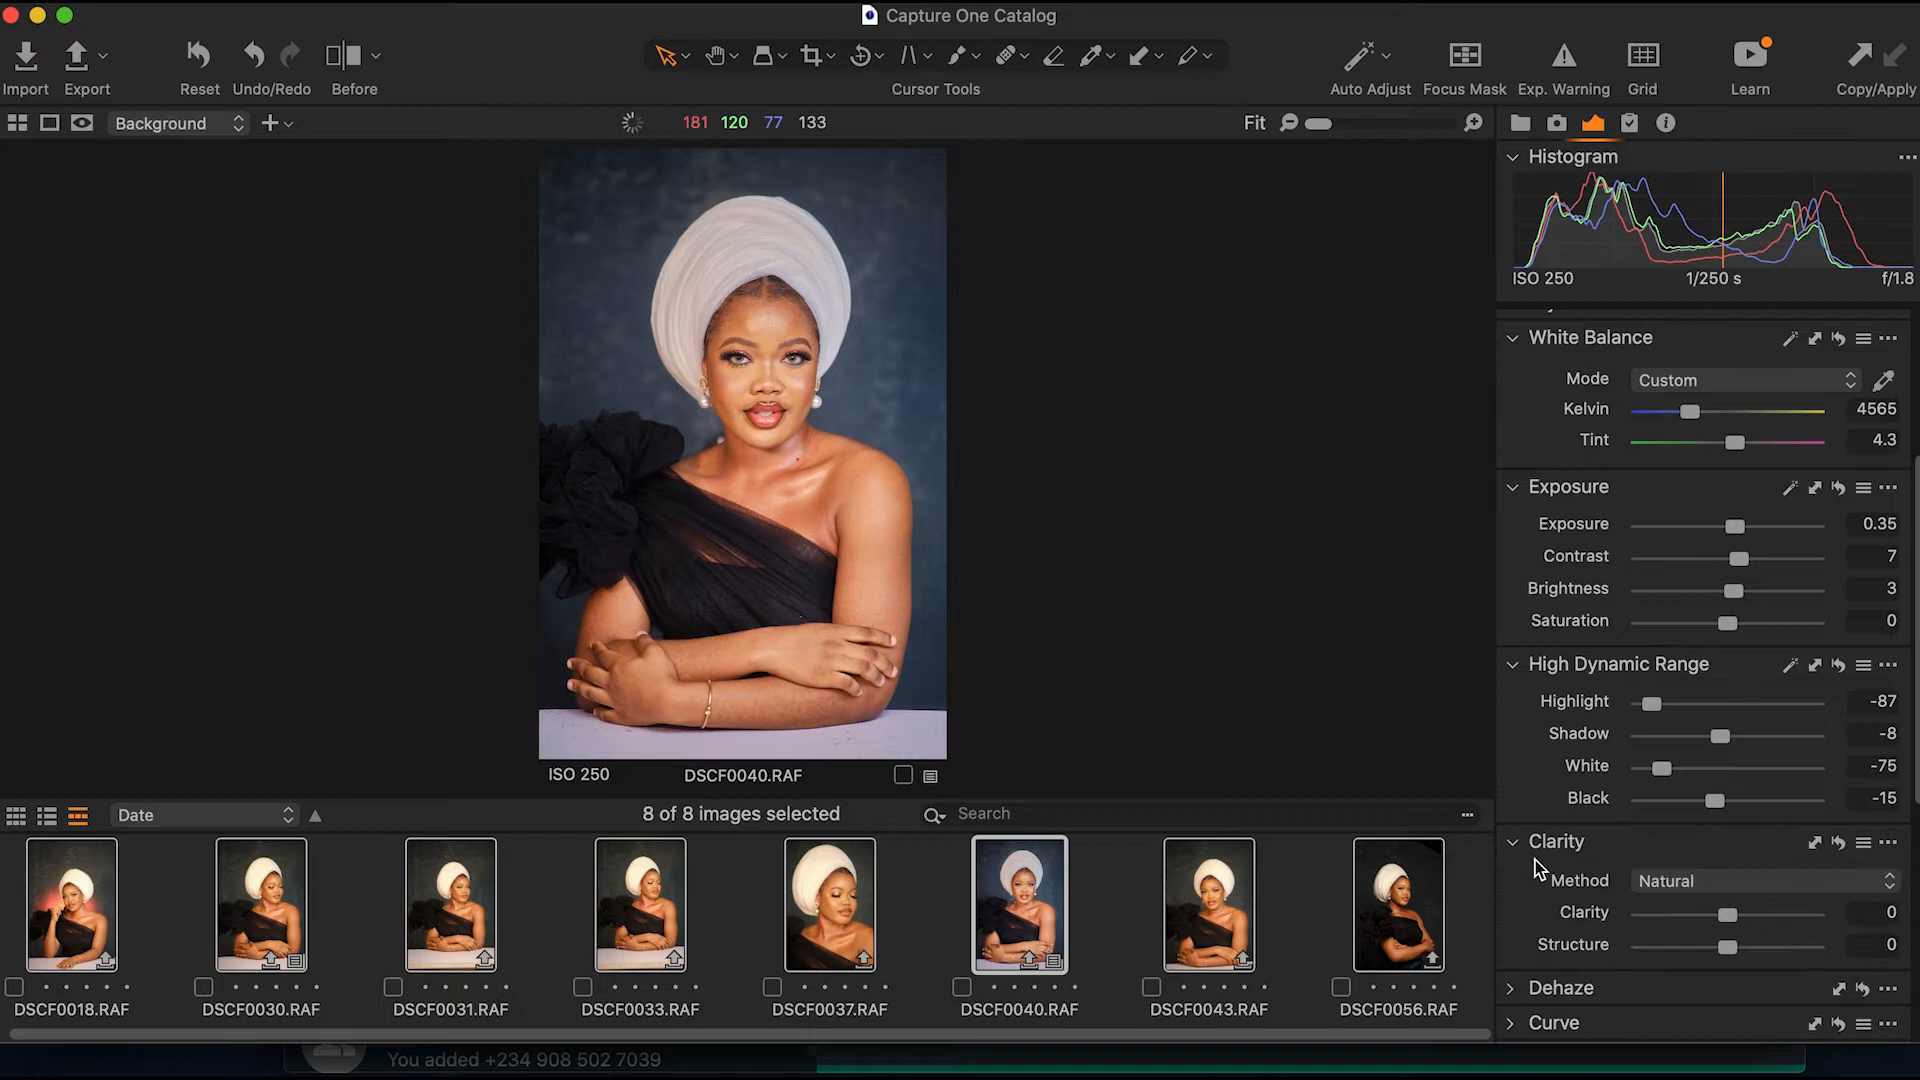 Capture One Catalog
Import Export Reset Undo/Redo Before Cursor Tools Auto Adjust Focus Mask Exp. Warning Grid Learn Copy/Apply
Background 181 120 77 133 Fit
Histogram
ISO 250 1/250 s f/1.8
White Balance
Mode Custom
Kelvin 4565
Tint 4.3
Exposure
Exposure 0.35
Contrast 7
Brightness 3
Saturation 0
High Dynamic Range
Highlight -87
Shadow -8
White -75
Black -15
Clarity
Method Natural
Clarity 0
Structure 0
Dehaze
Curve
ISO 250 DSCF0040.RAF
Date 8 of 8 images selected Search
DSCF0018.RAF DSCF0030.RAF DSCF0031.RAF DSCF0033.RAF DSCF0037.RAF DSCF0040.RAF DSCF0043.RAF DSCF0056.RAF
You added +234 908 502 7039